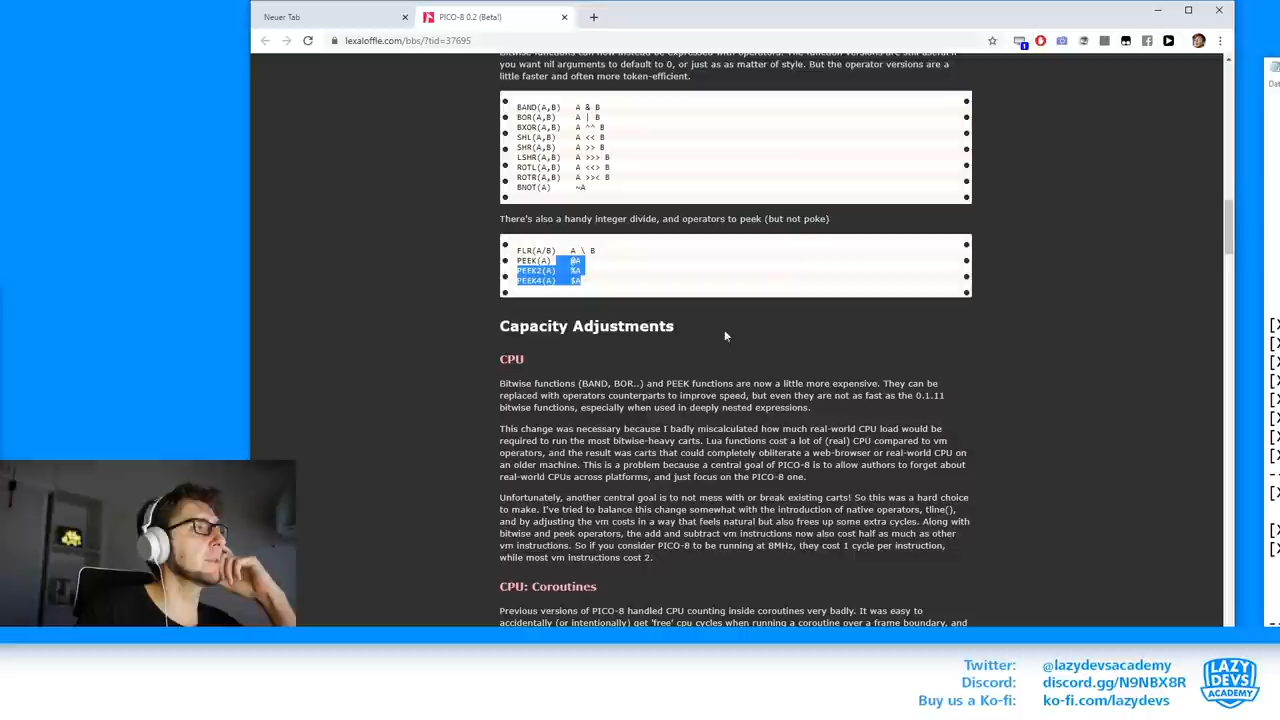 Neuer Tab
PICO-8 0.2 (Beta!)
lexaloffle.com/bbs/?tid=37695
you want nil arguments to default to 0, or just as as matter of style. But the operator versions are a
little faster and often more token-efficient.
BAND(A,B) A & B
BOR(A,B) A | B
BXOR(A,B) A ^^ B
SHL(A,B) A << B
SHR(A,B) A >> B
LSHR(A,B) A >>> B
ROTL(A,B) A <<> B
ROTR(A,B) A >>< B
BNOT(A) ~A
There's also a handy integer divide, and operators to peek (but not poke)
FLR(A/B) A \ B
PEEK(A) @A
PEEK2(A) %A
PEEK4(A) $A
Capacity Adjustments
CPU
Bitwise functions (BAND, BOR..) and PEEK functions are now a little more expensive. They can be
replaced with operators counterparts to improve speed, but even they are not as fast as the 0.1.11
bitwise functions, especially when used in deeply nested expressions.
This change was necessary because I badly miscalculated how much real-world CPU load would be
required to run the most bitwise-heavy carts. Lua functions cost a lot of (real) CPU compared to vm
operators, and the result was carts that could completely obliterate a web-browser or real-world CPU on
an older machine. This is a problem because a central goal of PICO-8 is to allow authors to forget about
real-world CPUs across platforms, and just focus on the PICO-8 one.
Unfortunately, another central goal is to not mess with or break existing carts! So this was a hard choice
to make. I've tried to balance this change somewhat with the introduction of native operators, tline(),
and by adjusting the vm costs in a way that feels natural but also frees up some extra cycles. Along with
bitwise and peek operators, the add and subtract vm instructions now also cost half as much as other
vm instructions. So if you consider PICO-8 to be running at 8MHz, they cost 1 cycle per instruction,
while most vm instructions cost 2.
CPU: Coroutines
Previous versions of PICO-8 handled CPU counting inside coroutines very badly. It was easy to
accidentally (or intentionally) get 'free' cpu cycles when running a coroutine over a frame boundary, and
Twitter: @lazydevsacademy
Discord: discord.gg/N9NBX8R
Buy us a Ko-fi: ko-fi.com/lazydevs
LAZY
DEVS
ACADEMY